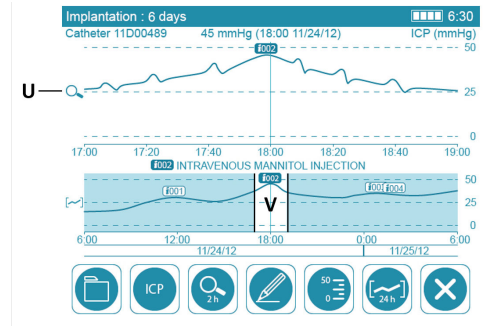 Implantation : 6 days 6:30
Catheter 11D00489 45 mmHg (18:00 11/24/12) ICP (mmHg)
i002 50
U 25
0
17:00 17:20 17:40 18:00 18:20 18:40 19:00
i002 INTRAVENOUS MANNITOL INJECTION
i002 50
i001 i004
V 25
0
6:00 12:00 18:00 0:00 6:00
11/24/12 11/25/12
ICP 2 h 50 0 24 h